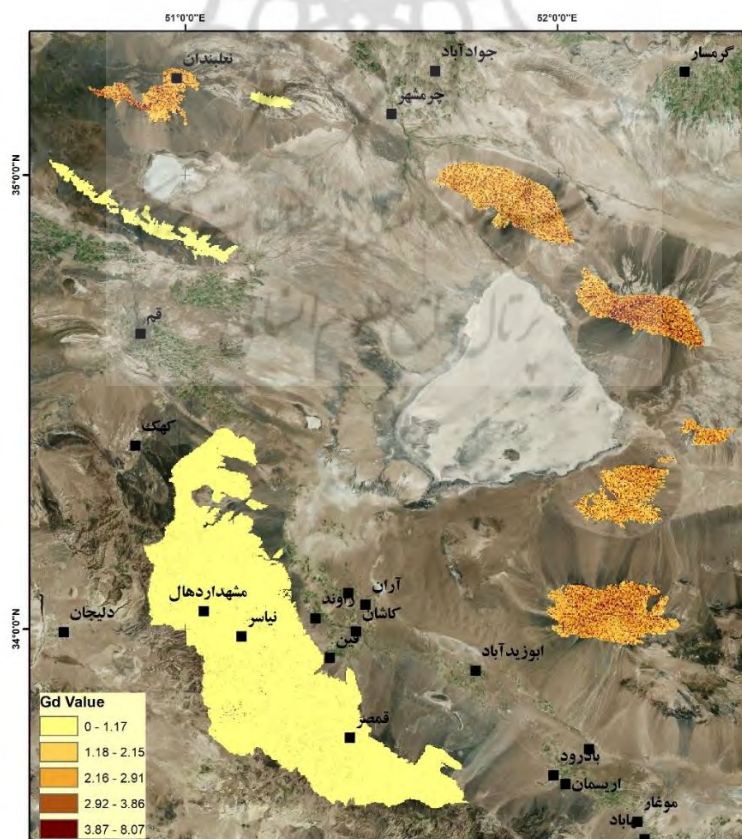 51°0'0"E
52°0'0"E
نعلبندان
جوادآباد
گرمسار
چرمشهر
35°0'0"N
قم
کهک
آران
راوند
کاشان
مشهداردهال
نیاسر
فین
دلیجان
34°0'0"N
ابوزیدآباد
قمصر
بادرود
اریسمان
موغار
Gd Value
0 - 1.17
1.18 - 2.15
2.16 - 2.91
2.92 - 3.86
3.87 - 8.07